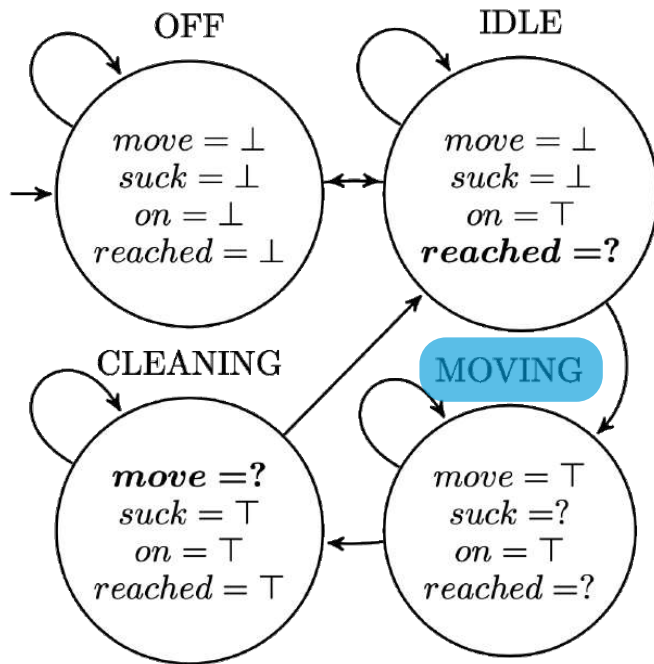 OFF
move = ⊥
suck = ⊥
on = ⊥
reached = ⊥
IDLE
move = ⊥
suck = ⊥
on = ⊤
reached =?
CLEANING
move =?
suck = ⊤
on = ⊤
reached = ⊤
MOVING
move = ⊤
suck =?
on = ⊤
reached =?